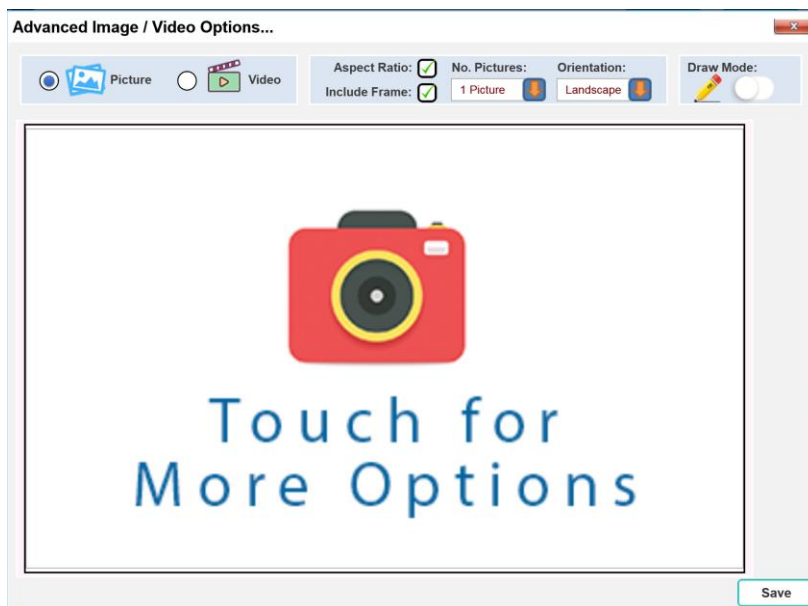 Advanced Image / Video Options...
Picture Video
Aspect Ratio:
Include Frame:
No. Pictures:
1 Picture
Orientation:
Landscape
Draw Mode:
Touch for
More Options
Save